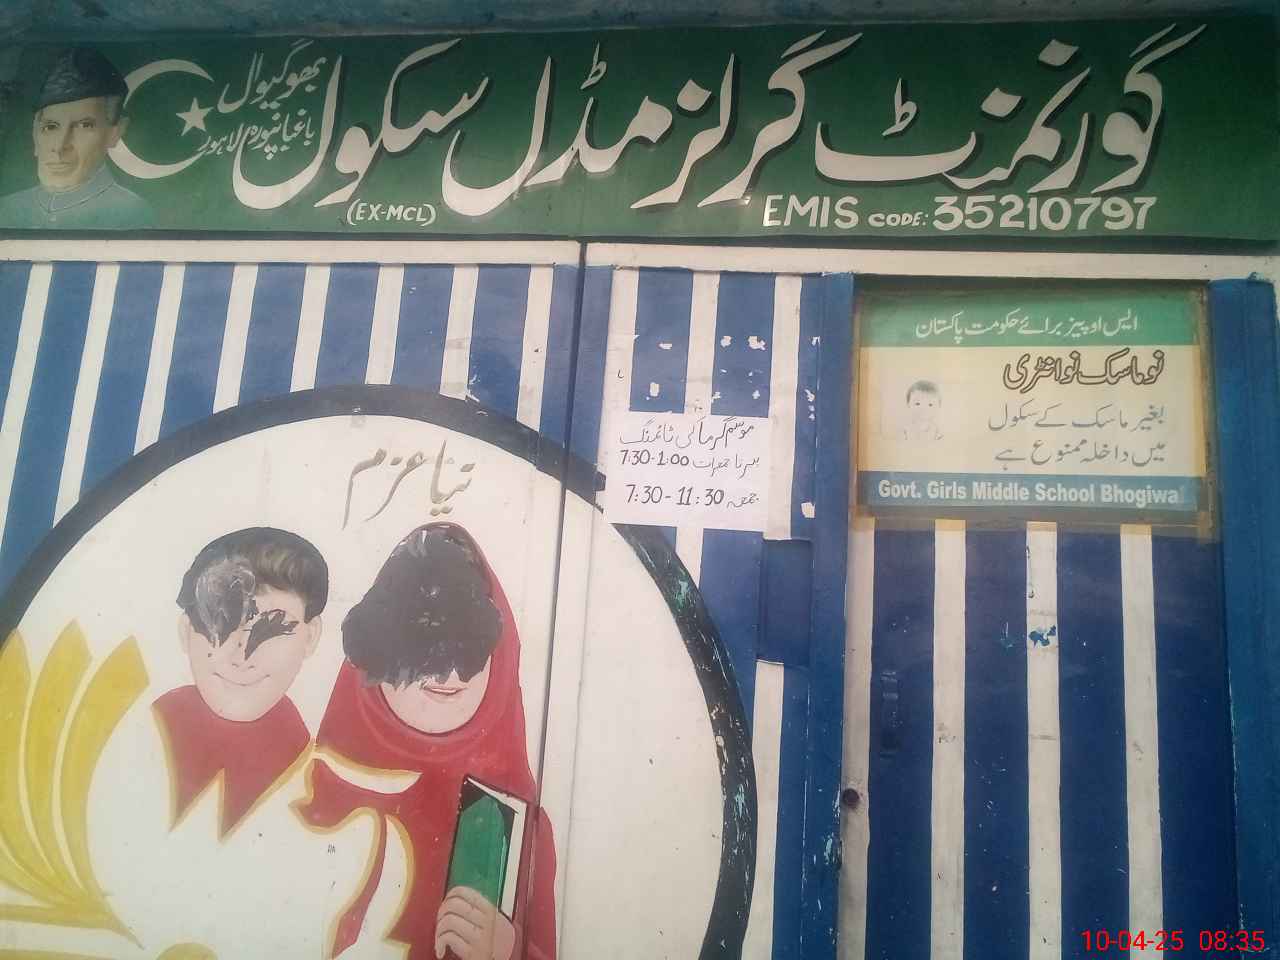 گورنمنٹ گرلز مڈل سکول
بھوگیوال
باغبانپورہ لاہور
(EX-MCL)
EMIS CODE: 35210797
ایس او پیز برائے حکومت پاکستان
نو ماسک نو انٹری
بغیر ماسک کے سکول
میں داخلہ ممنوع ہے
Govt. Girls Middle School Bhogiwal
موسم گرما کی ٹائمنگ
پیر تا جمعرات 7:30-1:00
جمعہ 7:30-11:30
نیا عزم
10-04-25 08:35